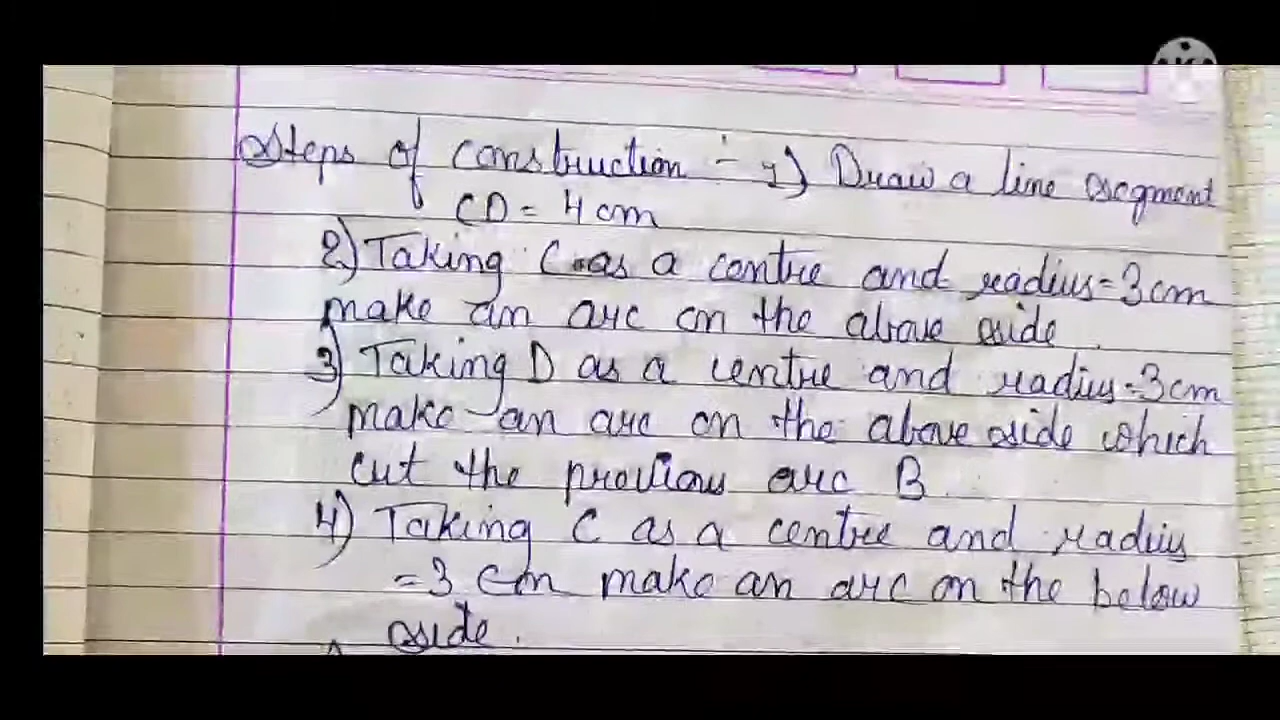 Steps of construction :- 1) Draw a line segment
CD = 4 cm
2) Taking C as a centre and radius = 3cm
make an arc on the above side.
3) Taking D as a centre and radius = 3cm
make an arc on the above side which
cut the previous arc B.
4) Taking C as a centre and radius
= 3 cm make an arc on the below
side.